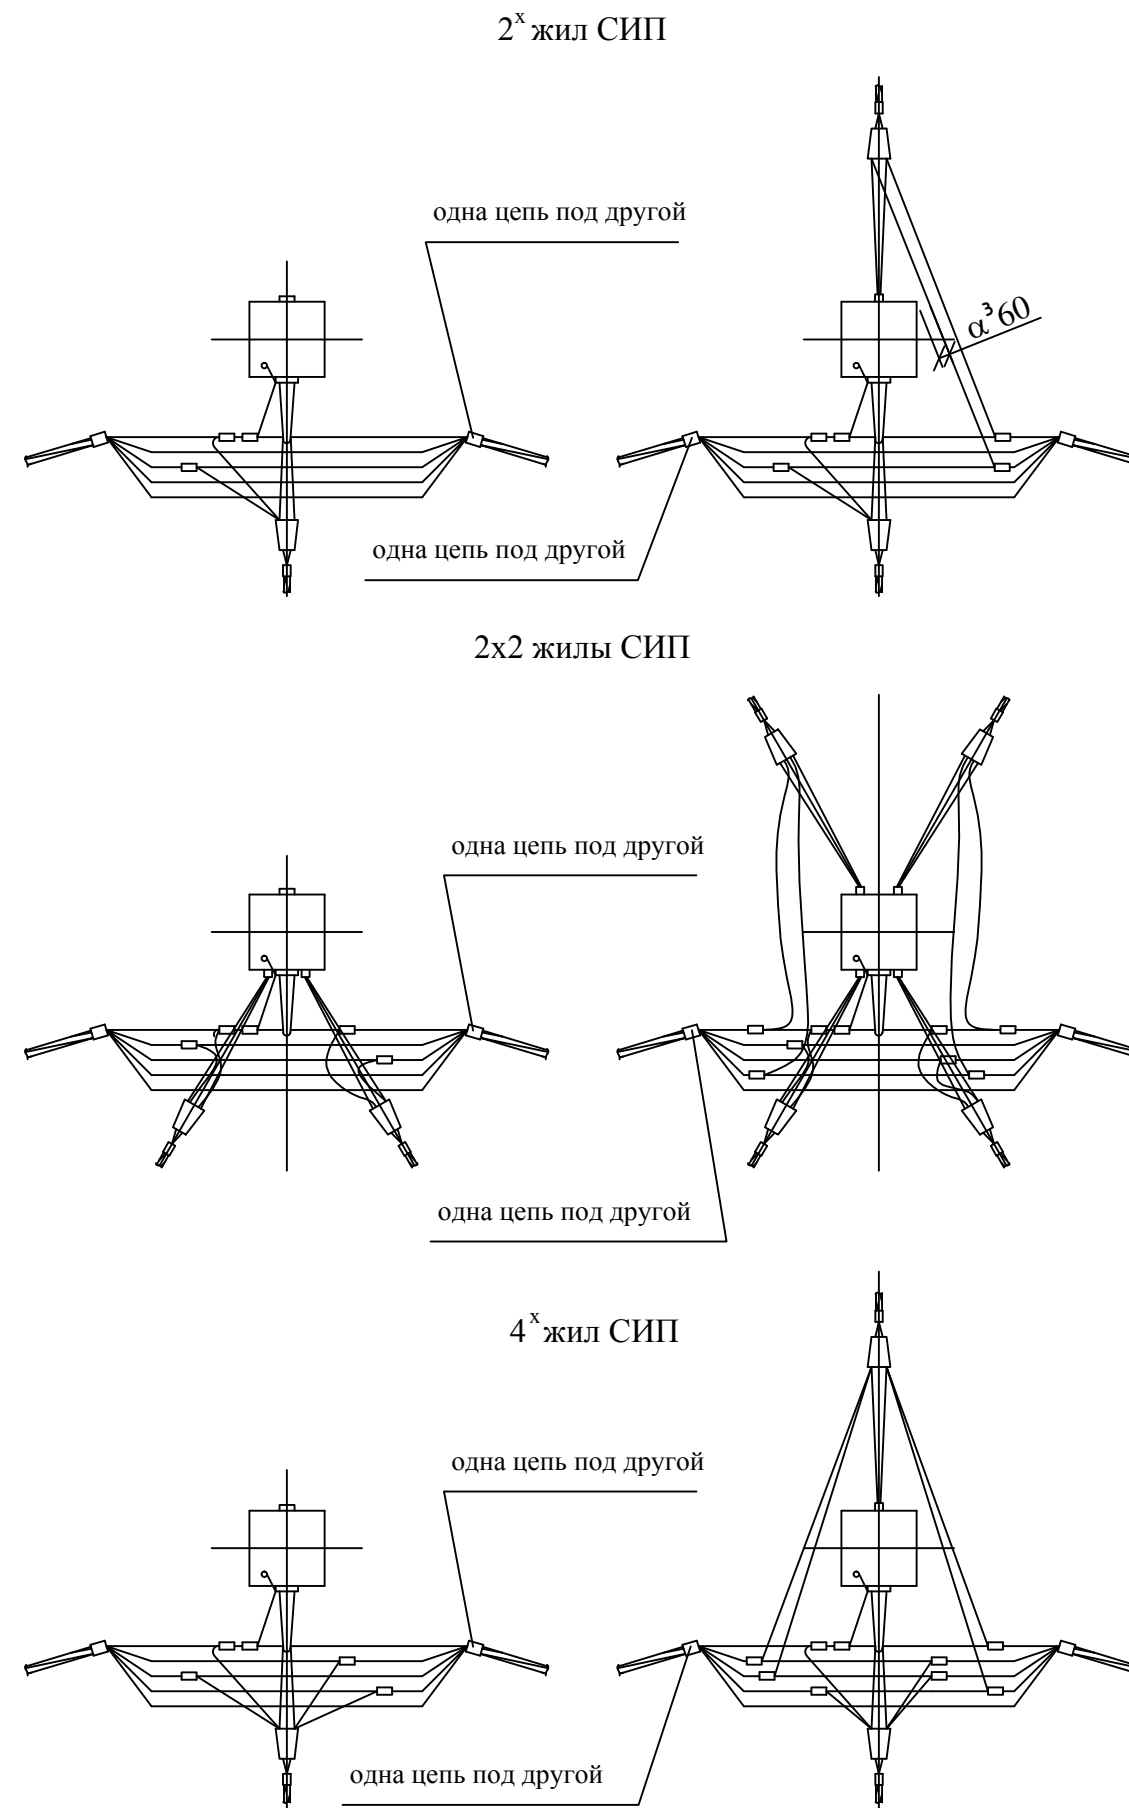 2х жил СИП
одна цепь под другой
α³60
одна цепь под другой
2х2 жилы СИП
одна цепь под другой
одна цепь под другой
4х жил СИП
одна цепь под другой
одна цепь под другой